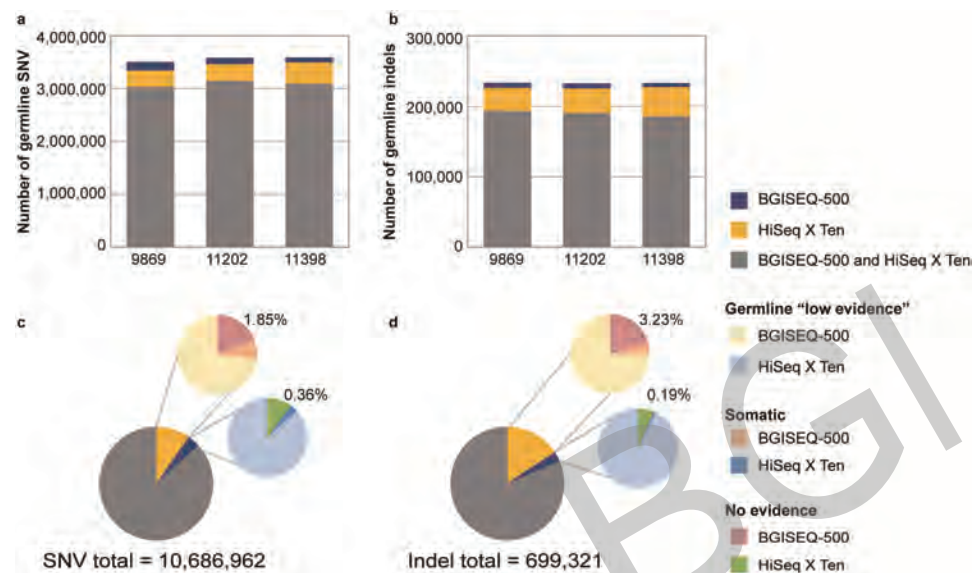 a
Number of germline SNV
4,000,000
3,000,000
2,000,000
1,000,000
0
9869 11202 11398
b
Number of germline indels
300,000
200,000
100,000
0
9869 11202 11398
BGISEQ-500
HiSeq X Ten
BGISEQ-500 and HiSeq X Ten
c
1.85%
0.36%
SNV total = 10,686,962
d
3.23%
0.19%
Indel total = 699,321
Germline “low evidence”
BGISEQ-500
HiSeq X Ten
Somatic
BGISEQ-500
HiSeq X Ten
No evidence
BGISEQ-500
HiSeq X Ten
BGI